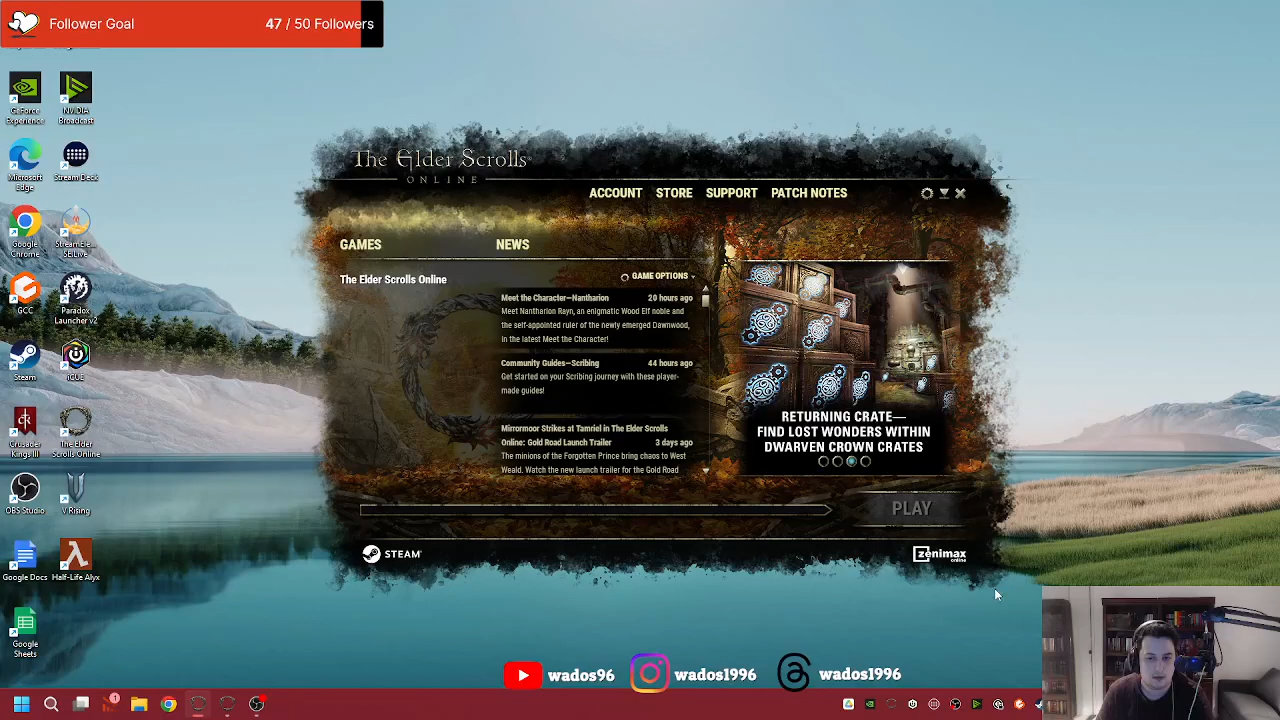 Follower Goal 47 / 50 Followers
GeForce Experience
NVIDIA Broadcast
Microsoft Edge
Stream Deck
Google Chrome
StreamEle... SE.Live
GCC
Paradox Launcher v2
Steam
iCUE
Crusader Kings III
The Elder Scrolls Online
OBS Studio
V Rising
Google Docs
Half-Life Alyx
Google Sheets
The Elder Scrolls
ONLINE
ACCOUNT STORE SUPPORT PATCH NOTES
GAMES NEWS
The Elder Scrolls Online
GAME OPTIONS
Meet the Character—Nantharion 20 hours ago
Meet Nantharion Rayn, an enigmatic Wood Elf noble and
the self-appointed ruler of the newly emerged Dawnwood,
in the latest Meet the Character!
Community Guides—Scribing 44 hours ago
Get started on your Scribing journey with these player-
made guides!
Mirrormoor Strikes at Tamriel in The Elder Scrolls
Online: Gold Road Launch Trailer 3 days ago
The minions of the Forgotten Prince bring chaos to West
Weald. Watch the new launch trailer for the Gold Road
RETURNING CRATE—
FIND LOST WONDERS WITHIN
DWARVEN CROWN CRATES
PLAY
STEAM
zenimax
online
wados96 wados1996 wados1996
1